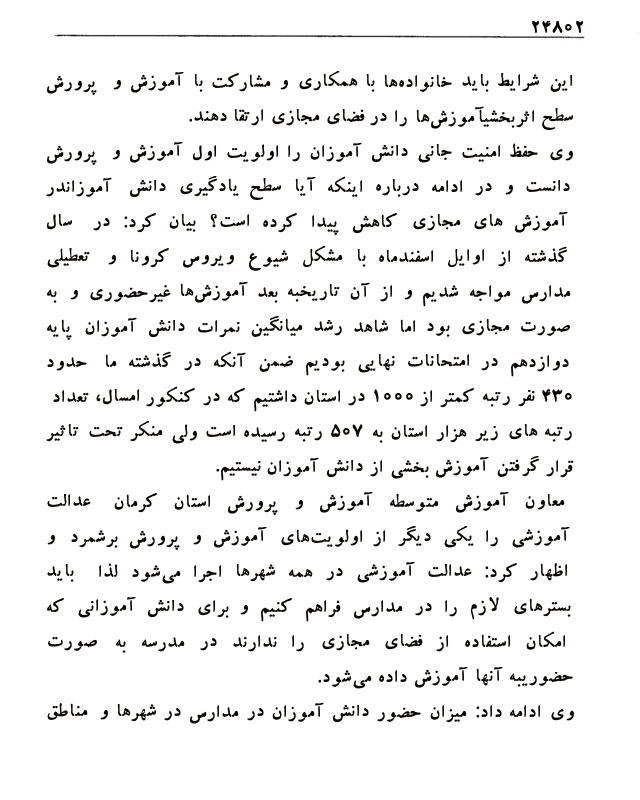 ۲۴۸۰۲
این شرایط باید خانواده‌ها با همکاری و مشارکت با آموزش و پرورش
سطح اثربخشیآموزش‌ها را در فضای مجازی ارتقا دهند.
وی حفظ امنیت جانی دانش آموزان را اولویت اول آموزش و پرورش
دانست و در ادامه درباره اینکه آیا سطح یادگیری دانش آموزاندر
آموزش های مجازی کاهش پیدا کرده است؟ بیان کرد: در سال
گذشته از اوایل اسفندماه با مشکل شیوع ویروس کرونا و تعطیلی
مدارس مواجه شدیم و از آن تاریخبه بعد آموزش‌ها غیرحضوری و به
صورت مجازی بود اما شاهد رشد میانگین نمرات دانش آموزان پایه
دوازدهم در امتحانات نهایی بودیم ضمن آنکه در گذشته ما حدود
۴۳۰ نفر رتبه کمتر از ۱۰۰۰ در استان داشتیم که در کنکور امسال، تعداد
رتبه های زیر هزار استان به ۵۰۷ رتبه رسیده است ولی منکر تحت تاثیر
قرار گرفتن آموزش بخشی از دانش آموزان نیستیم.
معاون آموزش متوسطه آموزش و پرورش استان کرمان عدالت
آموزشی را یکی دیگر از اولویت‌های آموزش و پرورش برشمرد و
اظهار کرد: عدالت آموزشی در همه شهرها اجرا می‌شود لذا باید
بسترهای لازم را در مدارس فراهم کنیم و برای دانش آموزانی که
امکان استفاده از فضای مجازی را ندارند در مدرسه به صورت
حضوریبه آنها آموزش داده می‌شود.
وی ادامه داد: میزان حضور دانش آموزان در مدارس در شهرها و مناطق